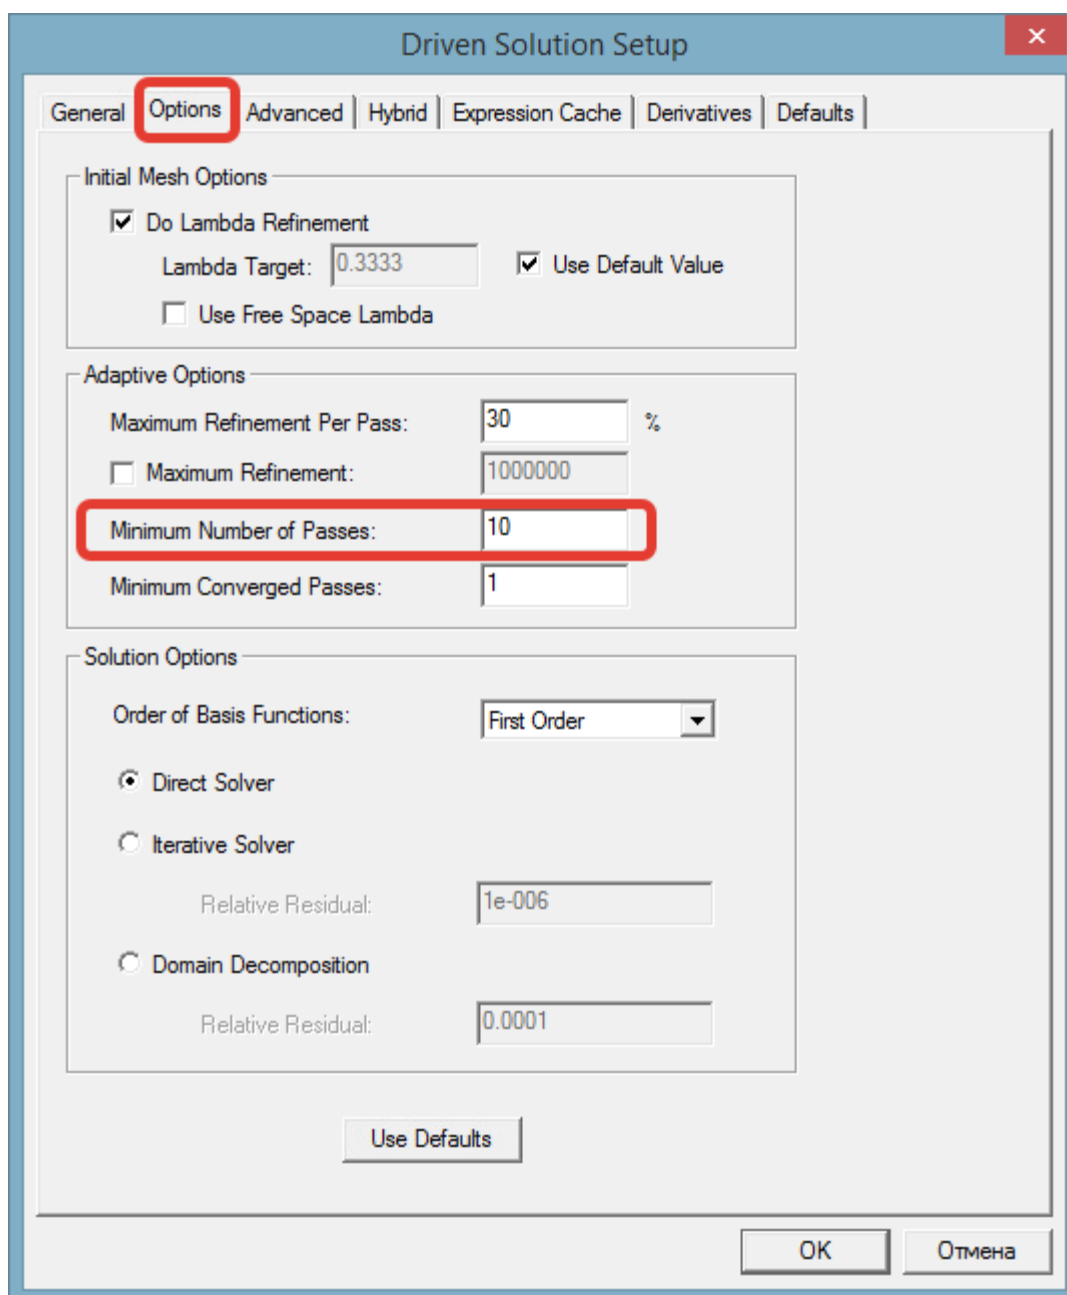 Driven Solution Setup
General Options Advanced Hybrid Expression Cache Derivatives Defaults
Initial Mesh Options
Do Lambda Refinement
Lambda Target: 0.3333 Use Default Value
Use Free Space Lambda
Adaptive Options
Maximum Refinement Per Pass: 30 %
Maximum Refinement: 1000000
Minimum Number of Passes: 10
Minimum Converged Passes: 1
Solution Options
Order of Basis Functions: First Order
Direct Solver
Iterative Solver
Relative Residual: 1e-006
Domain Decomposition
Relative Residual: 0.0001
Use Defaults
OK Отмена